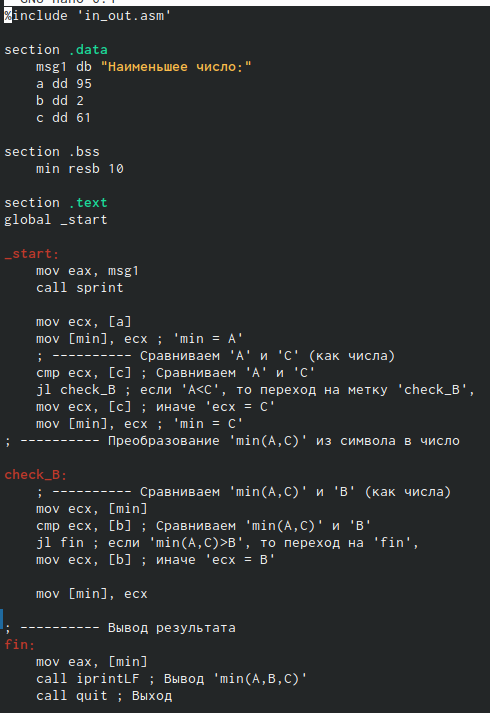 %include 'in_out.asm'
section .data
msg1 db "Наименьшее число:"
a dd 95
b dd 2
c dd 61
section .bss
min resb 10
section .text
global _start
_start:
mov eax, msg1
call sprint
mov ecx, [a]
mov [min], ecx ; 'min = A'
; ---------- Сравниваем 'A' и 'C' (как числа)
cmp ecx, [c] ; Сравниваем 'A' и 'C'
jl check_B ; если 'A<C', то переход на метку 'check_B',
mov ecx, [c] ; иначе 'ecx = C'
mov [min], ecx ; 'min = C'
; ---------- Преобразование 'min(A,C)' из символа в число
check_B:
; ---------- Сравниваем 'min(A,C)' и 'B' (как числа)
mov ecx, [min]
cmp ecx, [b] ; Сравниваем 'min(A,C)' и 'B'
jl fin ; если 'min(A,C)>B', то переход на 'fin',
mov ecx, [b] ; иначе 'ecx = B'
mov [min], ecx
; ---------- Вывод результата
fin:
mov eax, [min]
call iprintLF ; Вывод 'min(A,B,C)'
call quit ; Выход